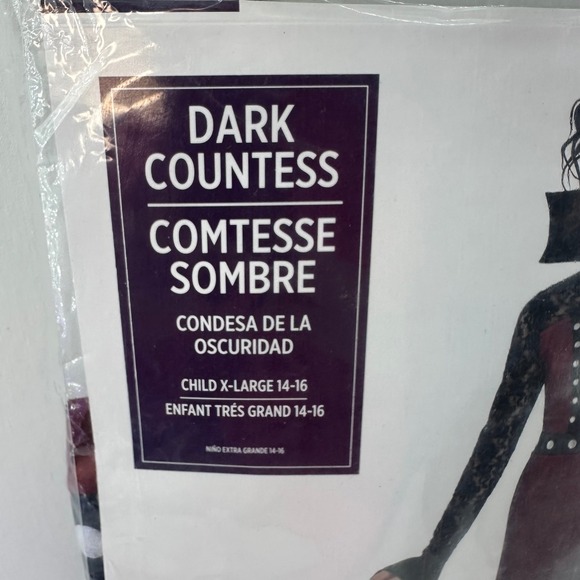 DARK
COUNTESS
COMTESSE
SOMBRE
CONDESA DE LA
OSCURIDAD
CHILD X-LARGE 14-16
ENFANT TRÉS GRAND 14-16
NIÑO EXTRA GRANDE 14-16